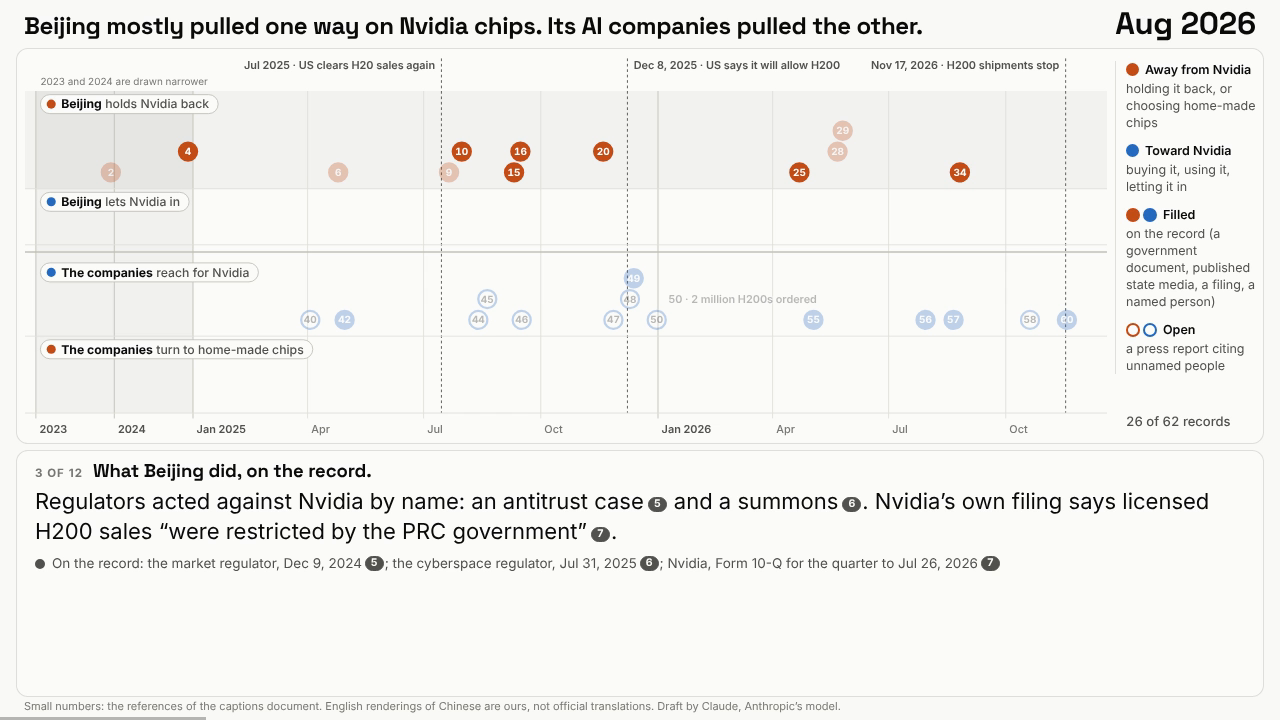 Beijing mostly pulled one way on Nvidia chips. Its AI companies pulled the other.
Aug 2026
Jul 2025 · US clears H20 sales again
Dec 8, 2025 · US says it will allow H200
Nov 17, 2026 · H200 shipments stop
2023 and 2024 are drawn narrower
Beijing holds Nvidia back
29
4 10 16 20 28
2 6 9 15 25 34
Beijing lets Nvidia in
The companies reach for Nvidia
49
45 48 50 · 2 million H200s ordered
40 42 44 46 47 50 55 56 57 58 60
The companies turn to home-made chips
2023 2024 Jan 2025 Apr Jul Oct Jan 2026 Apr Jul Oct
Away from Nvidia
holding it back, or
choosing home-made
chips
Toward Nvidia
buying it, using it,
letting it in
Filled
on the record (a
government
document, published
state media, a filing, a
named person)
Open
a press report citing
unnamed people
26 of 62 records
3 OF 12 What Beijing did, on the record.
Regulators acted against Nvidia by name: an antitrust case 5 and a summons 6. Nvidia’s own filing says licensed
H200 sales “were restricted by the PRC government” 7.
On the record: the market regulator, Dec 9, 2024 5; the cyberspace regulator, Jul 31, 2025 6; Nvidia, Form 10-Q for the quarter to Jul 26, 2026 7
Small numbers: the references of the captions document. English renderings of Chinese are ours, not official translations. Draft by Claude, Anthropic’s model.